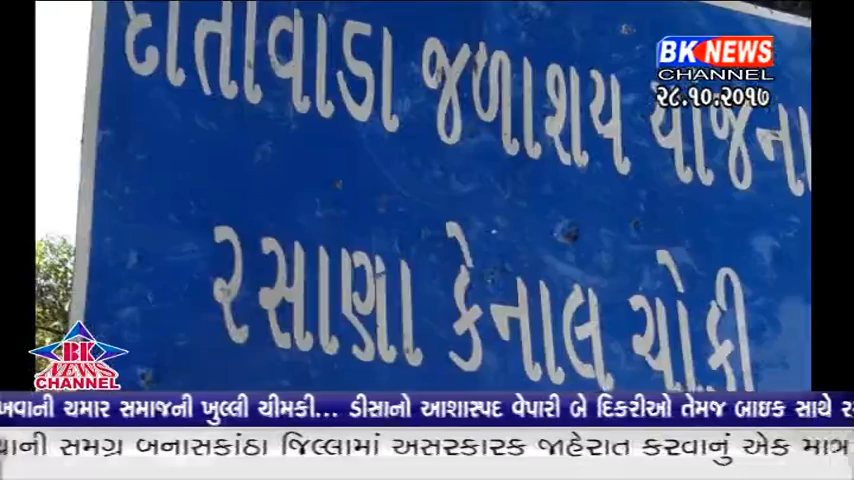 દાંતીવાડા જળાશય યોજના
રસાણા કેનાલ ચોકી
BK NEWS
CHANNEL
૨૮.૧૦.૨૦૧૭
BK
NEWS
CHANNEL
ચમાર સમાજની ખુલ્લી ચીમકી... ડીસાનો આશાસ્પદ વેપારી બે દિકરીઓ તેમજ બાઇક સાથે
સમગ્ર બનાસકાંઠા જિલ્લામાં અસરકારક જાહેરાત કરવાનું એક માત્ર